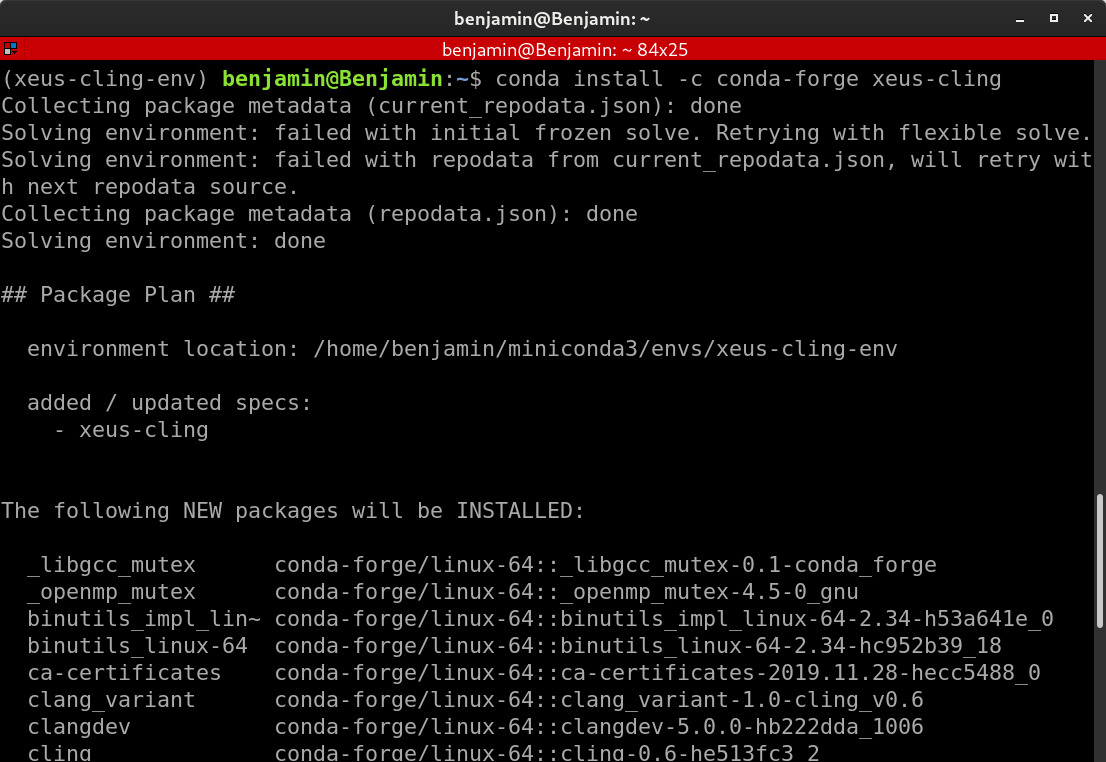 benjamin@Benjamin: ~
benjamin@Benjamin: ~ 84x25
(xeus-cling-env) benjamin@Benjamin:~$ conda install -c conda-forge xeus-cling
Collecting package metadata (current_repodata.json): done
Solving environment: failed with initial frozen solve. Retrying with flexible solve.
Solving environment: failed with repodata from current_repodata.json, will retry wit
h next repodata source.
Collecting package metadata (repodata.json): done
Solving environment: done
## Package Plan ##
environment location: /home/benjamin/miniconda3/envs/xeus-cling-env
added / updated specs:
- xeus-cling
The following NEW packages will be INSTALLED:
_libgcc_mutex conda-forge/linux-64::_libgcc_mutex-0.1-conda_forge
_openmp_mutex conda-forge/linux-64::_openmp_mutex-4.5-0_gnu
binutils_impl_lin~ conda-forge/linux-64::binutils_impl_linux-64-2.34-h53a641e_0
binutils_linux-64 conda-forge/linux-64::binutils_linux-64-2.34-hc952b39_18
ca-certificates conda-forge/linux-64::ca-certificates-2019.11.28-hecc5488_0
clang_variant conda-forge/linux-64::clang_variant-1.0-cling_v0.6
clangdev conda-forge/linux-64::clangdev-5.0.0-hb222dda_1006
cling conda-forge/linux-64::cling-0.6-he513fc3_2